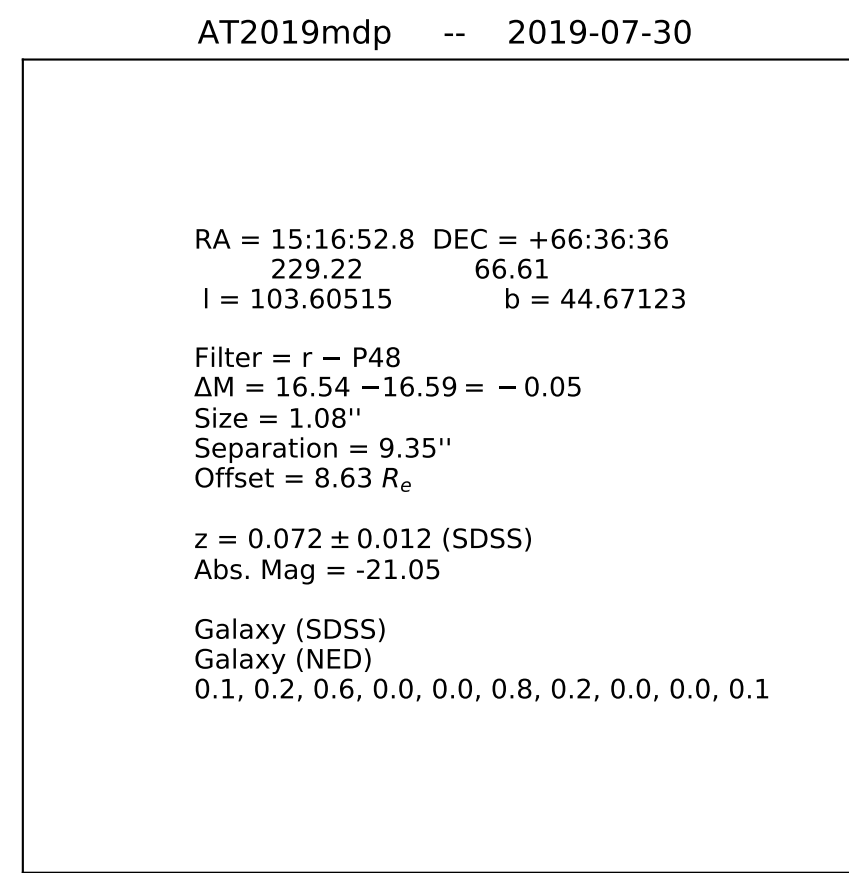 AT2019mdp -- 2019-07-30
RA = 15:16:52.8 DEC = +66:36:36
229.22 66.61
l = 103.60515 b = 44.67123
Filter = r − P48
ΔM = 16.54 −16.59 = −0.05
Size = 1.08''
Separation = 9.35''
Offset = 8.63 Rₑ
z = 0.072 ± 0.012 (SDSS)
Abs. Mag = -21.05
Galaxy (SDSS)
Galaxy (NED)
0.1, 0.2, 0.6, 0.0, 0.0, 0.8, 0.2, 0.0, 0.0, 0.1